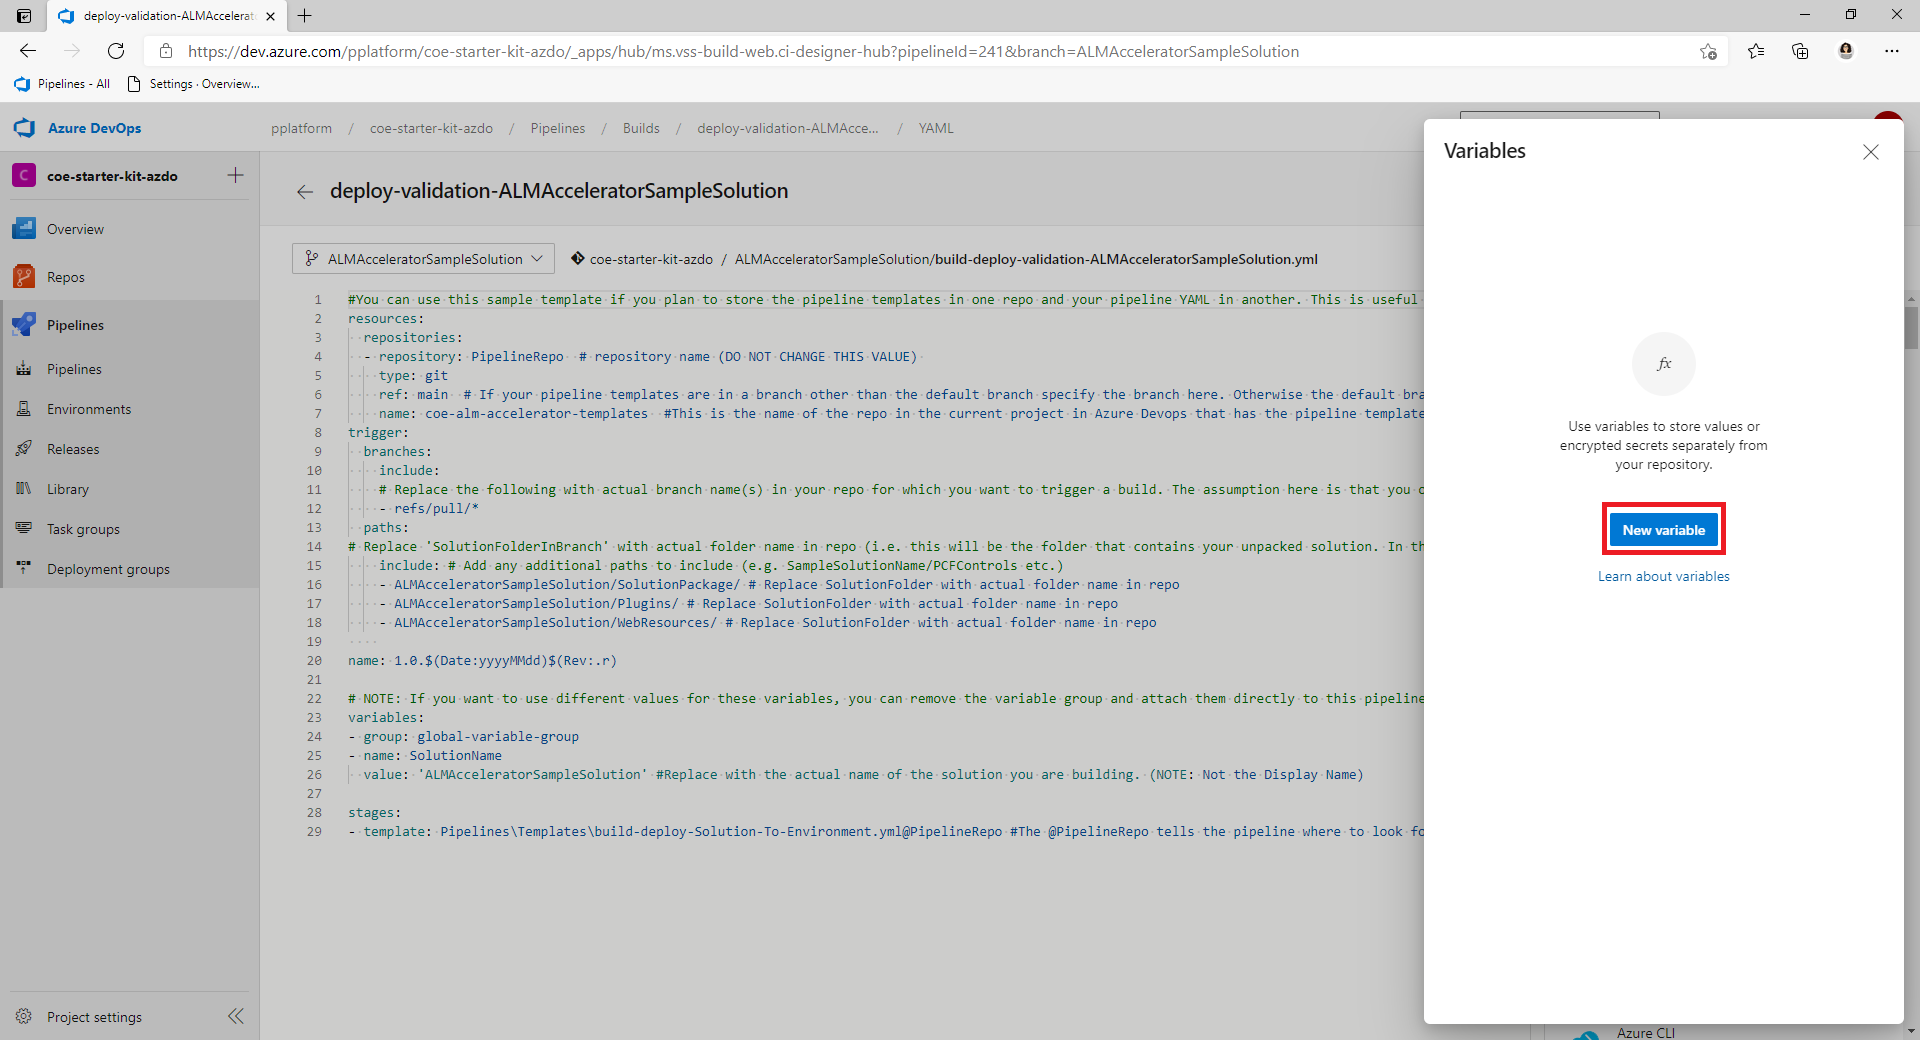 deploy-validation-ALMAccelerat
https://dev.azure.com/pplatform/coe-starter-kit-azdo/_apps/hub/ms.vss-build-web.ci-designer-hub?pipelineId=241&branch=ALMAcceleratorSampleSolution
Pipelines - All
Settings · Overview...
Azure DevOps
pplatform / coe-starter-kit-azdo / Pipelines / Builds / deploy-validation-ALMAcce... / YAML
C coe-starter-kit-azdo
Overview
Repos
Pipelines
Pipelines
Environments
Releases
Library
Task groups
Deployment groups
Project settings
deploy-validation-ALMAcceleratorSampleSolution
ALMAcceleratorSampleSolution
coe-starter-kit-azdo / ALMAcceleratorSampleSolution/build-deploy-validation-ALMAcceleratorSampleSolution.yml
1 #You can use this sample template if you plan to store the pipeline templates in one repo and your pipeline YAML in another. This is useful
2 resources:
3 repositories:
4 - repository: PipelineRepo # repository name (DO NOT CHANGE THIS VALUE)
5 type: git
6 ref: main # If your pipeline templates are in a branch other than the default branch specify the branch here. Otherwise the default bra
7 name: coe-alm-accelerator-templates #This is the name of the repo in the current project in Azure Devops that has the pipeline template
8 trigger:
9 branches:
10 include:
11 # Replace the following with actual branch name(s) in your repo for which you want to trigger a build. The assumption here is that you
12 - refs/pull/*
13 paths:
14 # Replace 'SolutionFolderInBranch' with actual folder name in repo (i.e. this will be the folder that contains your unpacked solution. In th
15 include: # Add any additional paths to include (e.g. SampleSolutionName/PCFControls etc.)
16 - ALMAcceleratorSampleSolution/SolutionPackage/ # Replace SolutionFolder with actual folder name in repo
17 - ALMAcceleratorSampleSolution/Plugins/ # Replace SolutionFolder with actual folder name in repo
18 - ALMAcceleratorSampleSolution/WebResources/ # Replace SolutionFolder with actual folder name in repo
19
20 name: 1.0.$(Date:yyyyMMdd)$(Rev:.r)
21
22 # NOTE: If you want to use different values for these variables, you can remove the variable group and attach them directly to this pipeline
23 variables:
24 - group: global-variable-group
25 - name: SolutionName
26 value: 'ALMAcceleratorSampleSolution' #Replace with the actual name of the solution you are building. (NOTE: Not the Display Name)
27
28 stages:
29 - template: Pipelines\Templates\build-deploy-Solution-To-Environment.yml@PipelineRepo #The @PipelineRepo tells the pipeline where to look fo
Variables
fx
Use variables to store values or
encrypted secrets separately from
your repository.
New variable
Learn about variables
Azure CLI